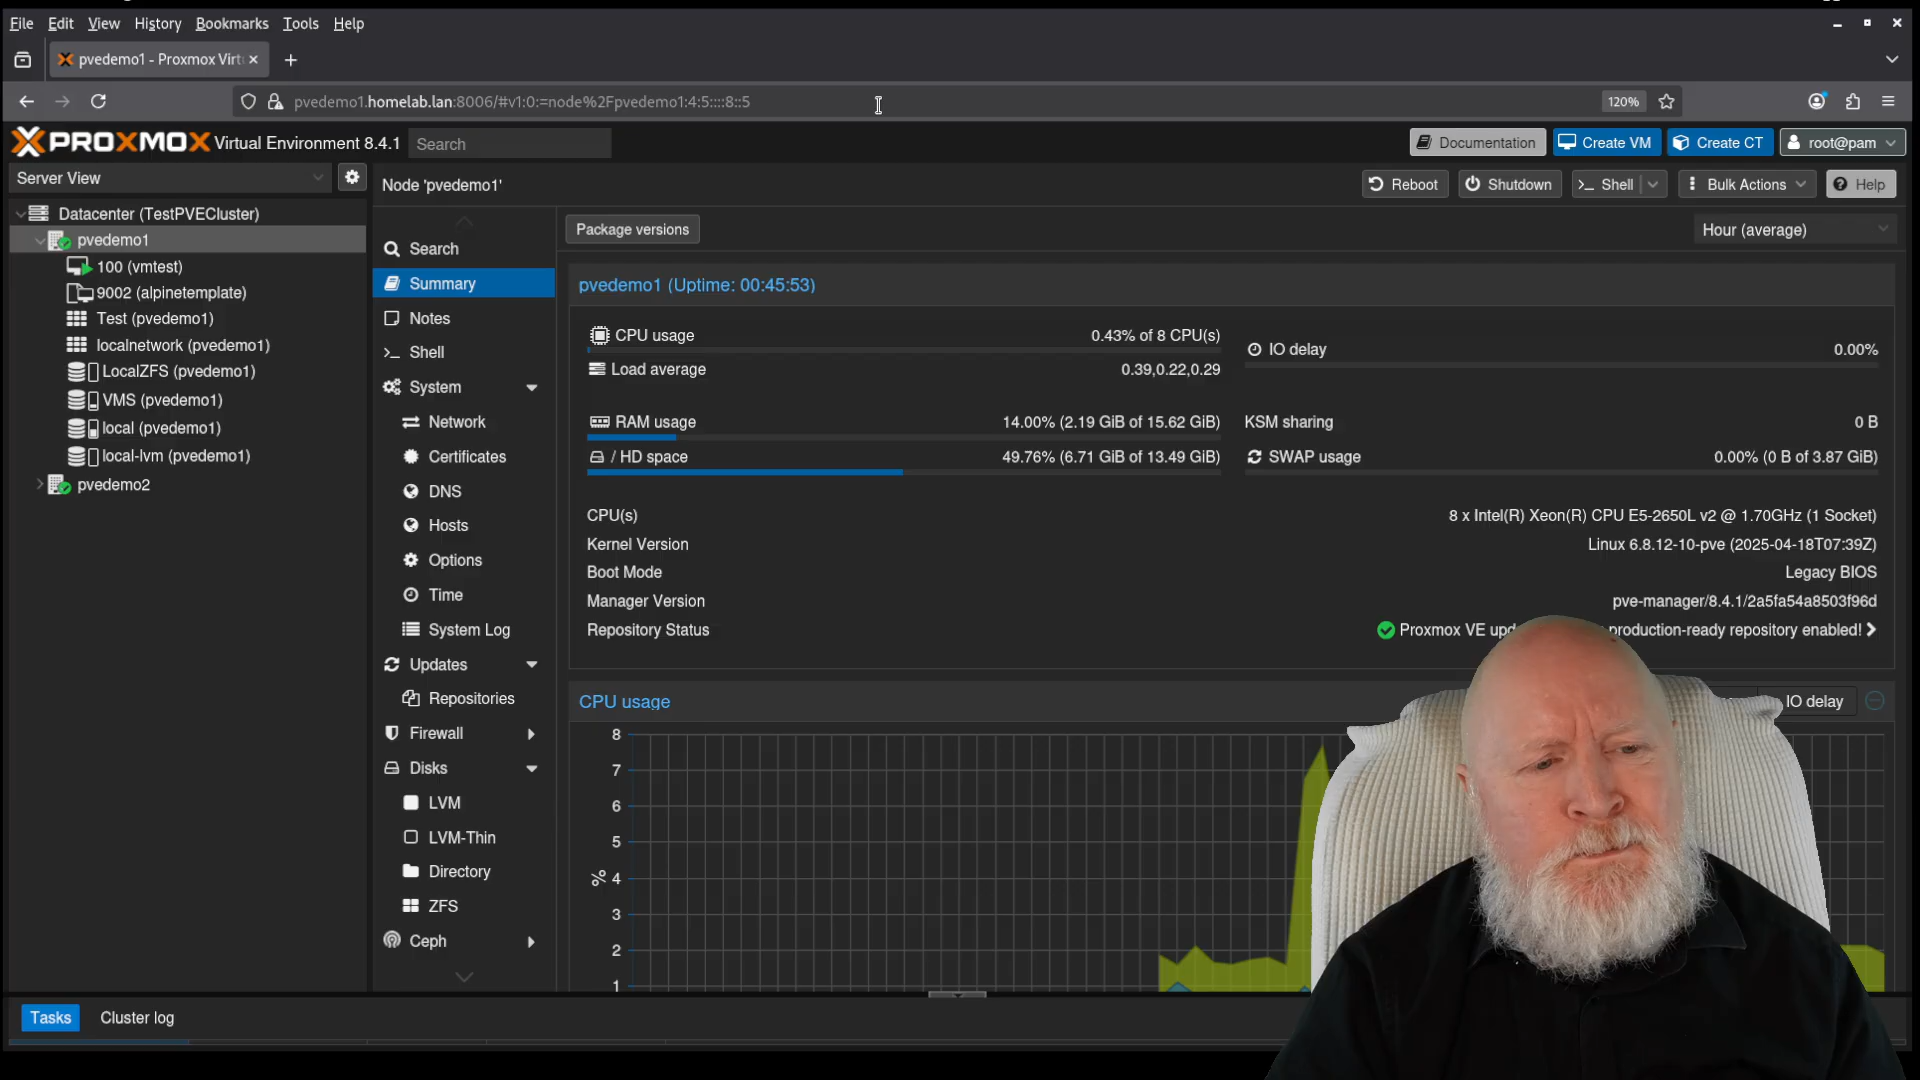 File Edit View History Bookmarks Tools Help
pvedemo1 - Proxmox Virt
pvedemo1.homelab.lan:8006/#v1:0:=node%2Fpvedemo1:4:5::::8::5
120%
PROXMOX Virtual Environment 8.4.1
Search
Documentation
Create VM
Create CT
root@pam
Server View
Datacenter (TestPVECluster)
pvedemo1
100 (vmtest)
9002 (alpinetemplate)
Test (pvedemo1)
localnetwork (pvedemo1)
LocalZFS (pvedemo1)
VMS (pvedemo1)
local (pvedemo1)
local-lvm (pvedemo1)
pvedemo2
Node 'pvedemo1'
Reboot
Shutdown
Shell
Bulk Actions
Help
Search
Summary
Notes
Shell
System
Network
Certificates
DNS
Hosts
Options
Time
System Log
Updates
Repositories
Firewall
Disks
LVM
LVM-Thin
Directory
ZFS
Ceph
Package versions
Hour (average)
pvedemo1 (Uptime: 00:45:53)
CPU usage 0.43% of 8 CPU(s)
Load average 0.39,0.22,0.29
IO delay 0.00%
RAM usage 14.00% (2.19 GiB of 15.62 GiB)
KSM sharing 0 B
/ HD space 49.76% (6.71 GiB of 13.49 GiB)
SWAP usage 0.00% (0 B of 3.87 GiB)
CPU(s) 8 x Intel(R) Xeon(R) CPU E5-2650L v2 @ 1.70GHz (1 Socket)
Kernel Version Linux 6.8.12-10-pve (2025-04-18T07:39Z)
Boot Mode Legacy BIOS
Manager Version pve-manager/8.4.1/2a5fa54a8503f96d
Repository Status Proxmox VE production-ready repository enabled!
CPU usage
IO delay
8
7
6
5
% 4
3
2
1
Tasks
Cluster log